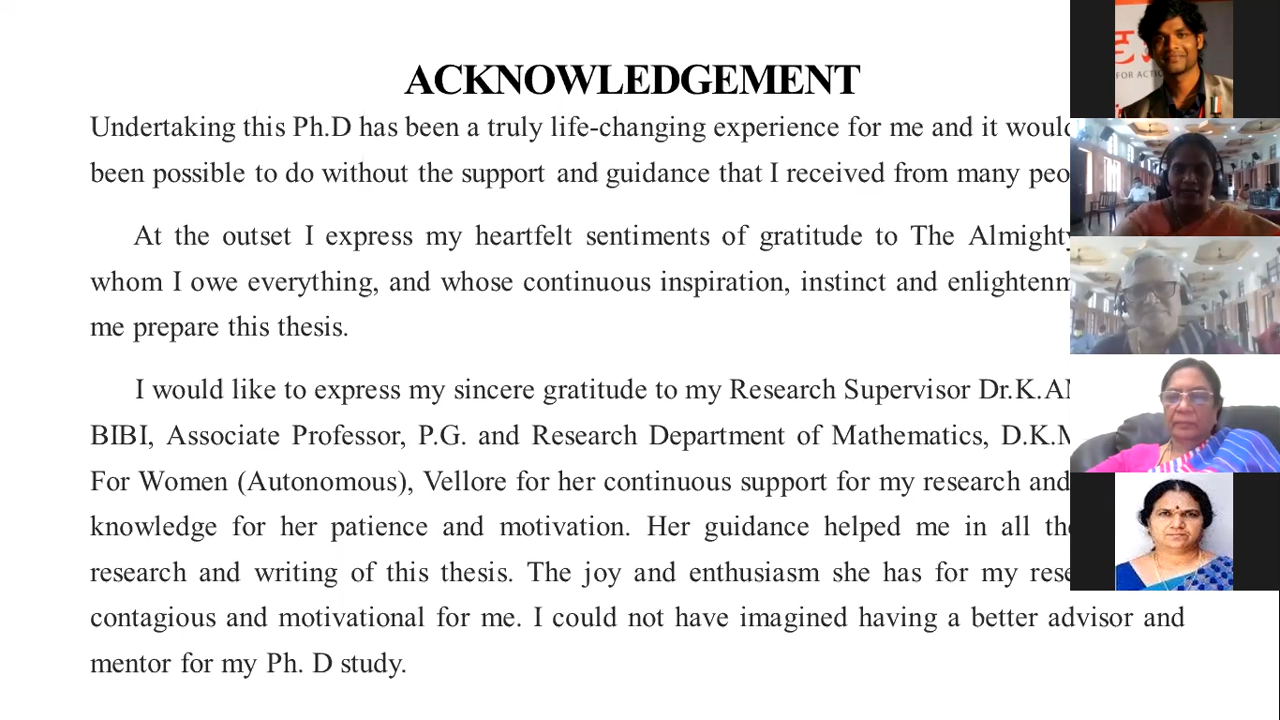 ACKNOWLEDGEMENT
Undertaking this Ph.D has been a truly life-changing experience for me and it
been possible to do without the support and guidance that I received from many
At the outset I express my heartfelt sentiments of gratitude to The Almighty
whom I owe everything, and whose continuous inspiration, instinct and
me prepare this thesis.
I would like to express my sincere gratitude to my Research Supervisor
BIBI, Associate Professor, P.G. and Research Department of Mathematics,
For Women (Autonomous), Vellore for her continuous support for my research and
knowledge for her patience and motivation. Her guidance helped me in all
research and writing of this thesis. The joy and enthusiasm she has for my
contagious and motivational for me. I could not have imagined having a better advisor and
mentor for my Ph. D study.
FOR